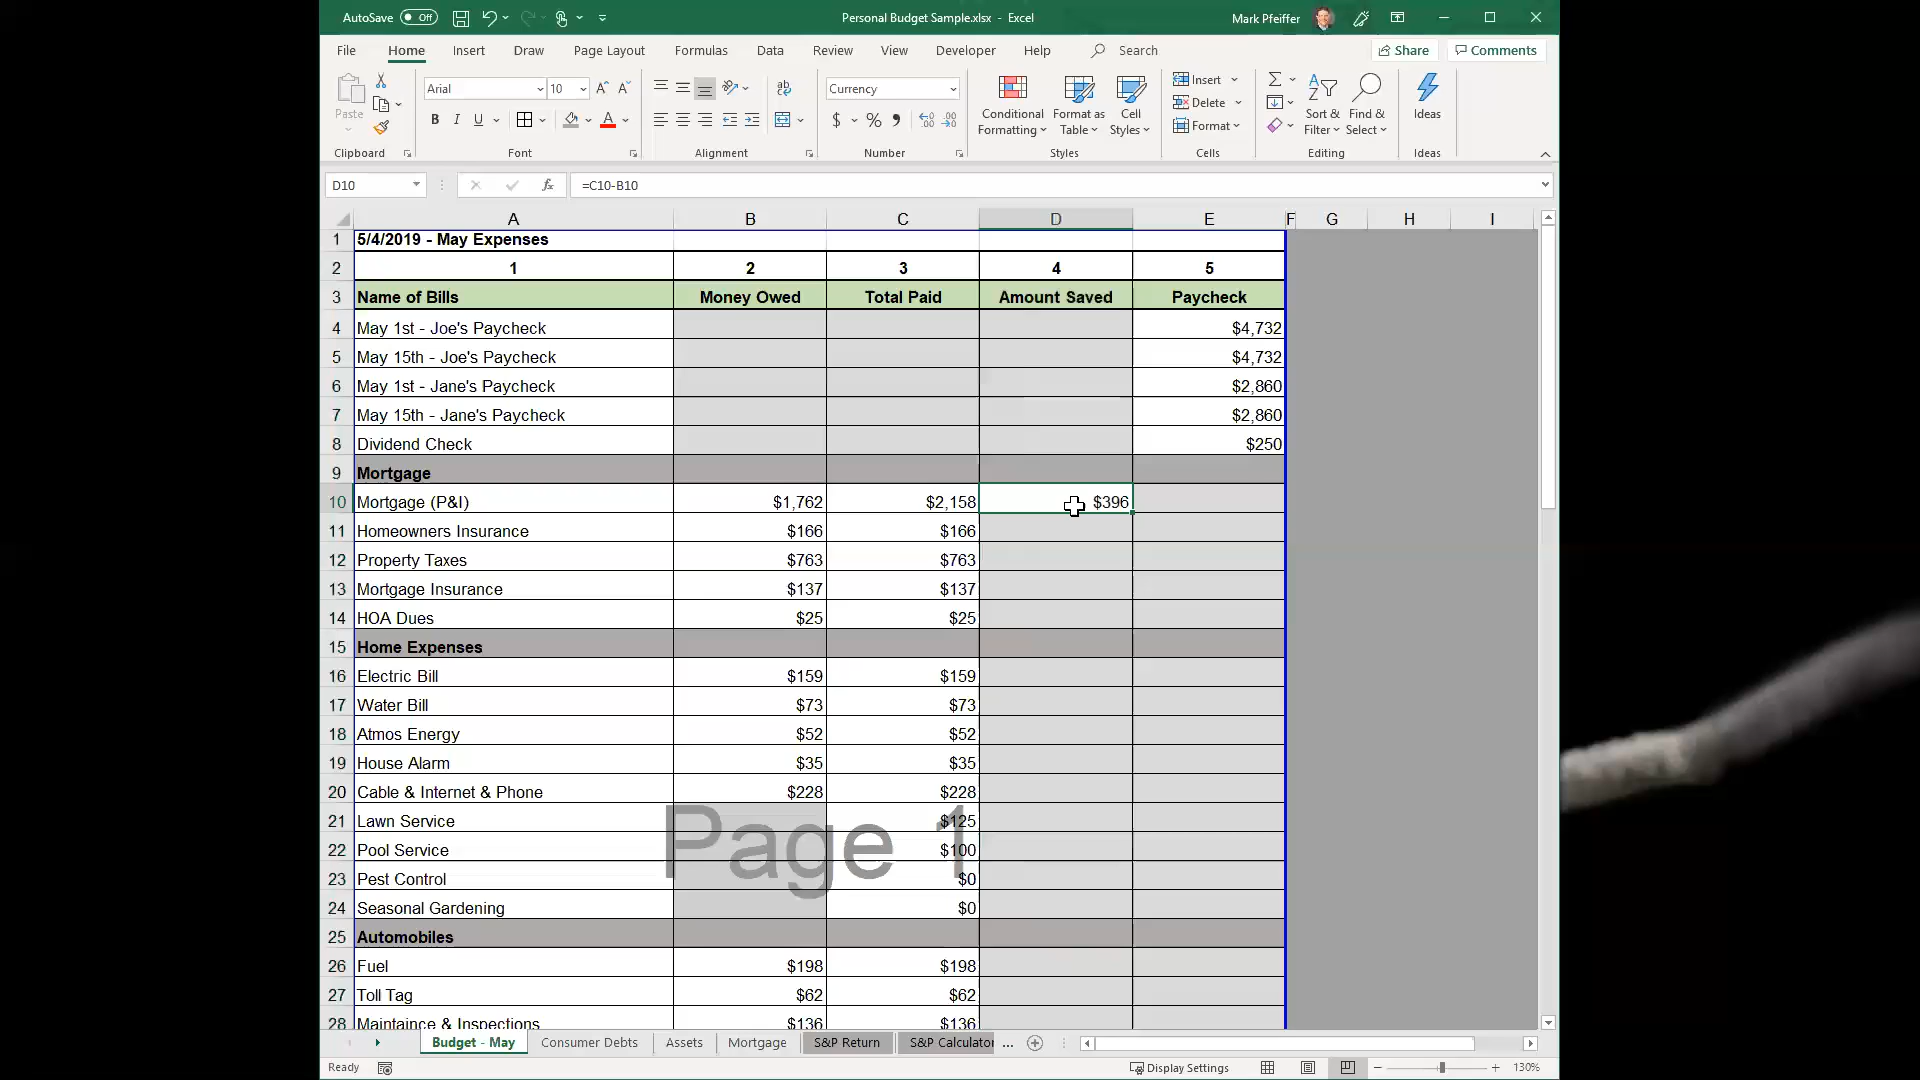 AutoSave Off Personal Budget Sample.xlsx - Excel Mark Pfeiffer
File Home Insert Draw Page Layout Formulas Data Review View Developer Help Search Share Comments
Paste Arial 10 Currency Conditional Formatting Format as Table Cell Styles Insert Delete Format Sort & Filter Find & Select Ideas
Clipboard Font Alignment Number Styles Cells Editing Ideas
D10 fx =C10-B10
A B C D E F G H I
1 5/4/2019 - May Expenses
2 1 2 3 4 5
3 Name of Bills Money Owed Total Paid Amount Saved Paycheck
4 May 1st - Joe's Paycheck $4,732
5 May 15th - Joe's Paycheck $4,732
6 May 1st - Jane's Paycheck $2,860
7 May 15th - Jane's Paycheck $2,860
8 Dividend Check $250
9 Mortgage
10 Mortgage (P&I) $1,762 $2,158 $396
11 Homeowners Insurance $166 $166
12 Property Taxes $763 $763
13 Mortgage Insurance $137 $137
14 HOA Dues $25 $25
15 Home Expenses
16 Electric Bill $159 $159
17 Water Bill $73 $73
18 Atmos Energy $52 $52
19 House Alarm $35 $35
20 Cable & Internet & Phone $228 $228
21 Lawn Service $125
22 Pool Service $100
Page 1
23 Pest Control $0
24 Seasonal Gardening $0
25 Automobiles
26 Fuel $198 $198
27 Toll Tag $62 $62
28 Maintaince & Inspections $136 $136
Budget - May Consumer Debts Assets Mortgage S&P Return S&P Calculator ...
Ready Display Settings 130%